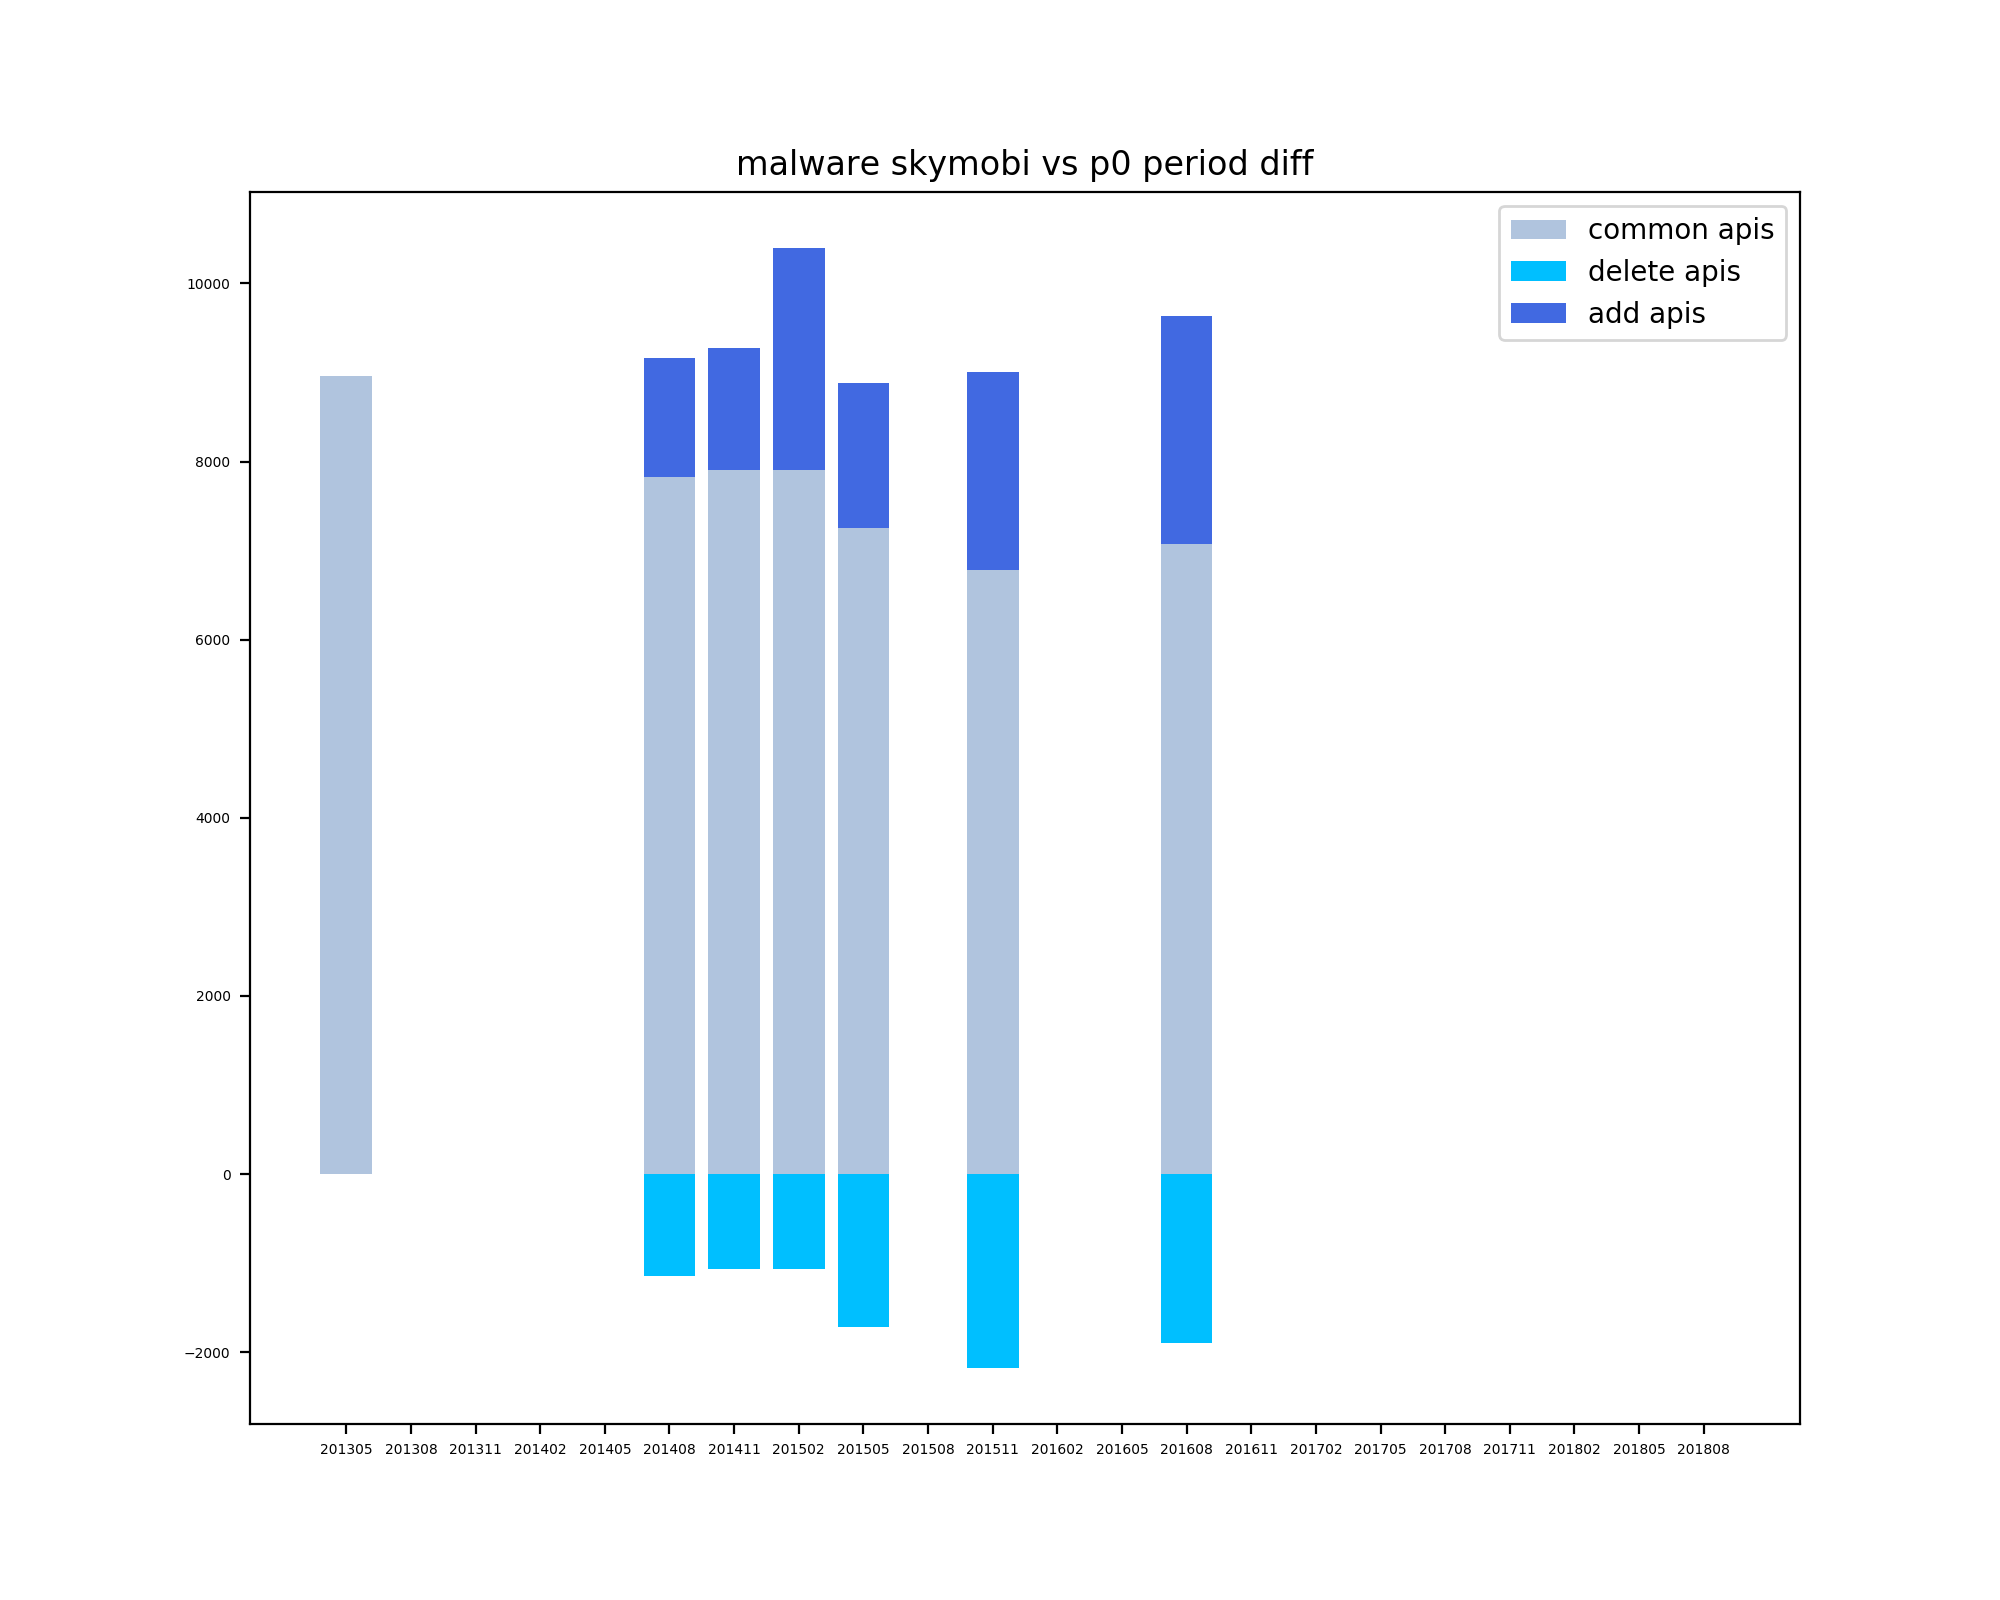 malware skymobi vs p0 period diff
common apis
delete apis
add apis
10000
8000
6000
4000
2000
0
−2000
201305 201308 201311 201402 201405 201408 201411 201502 201505 201508 201511 201602 201605 201608 201611 201702 201705 201708 201711 201802 201805 201808